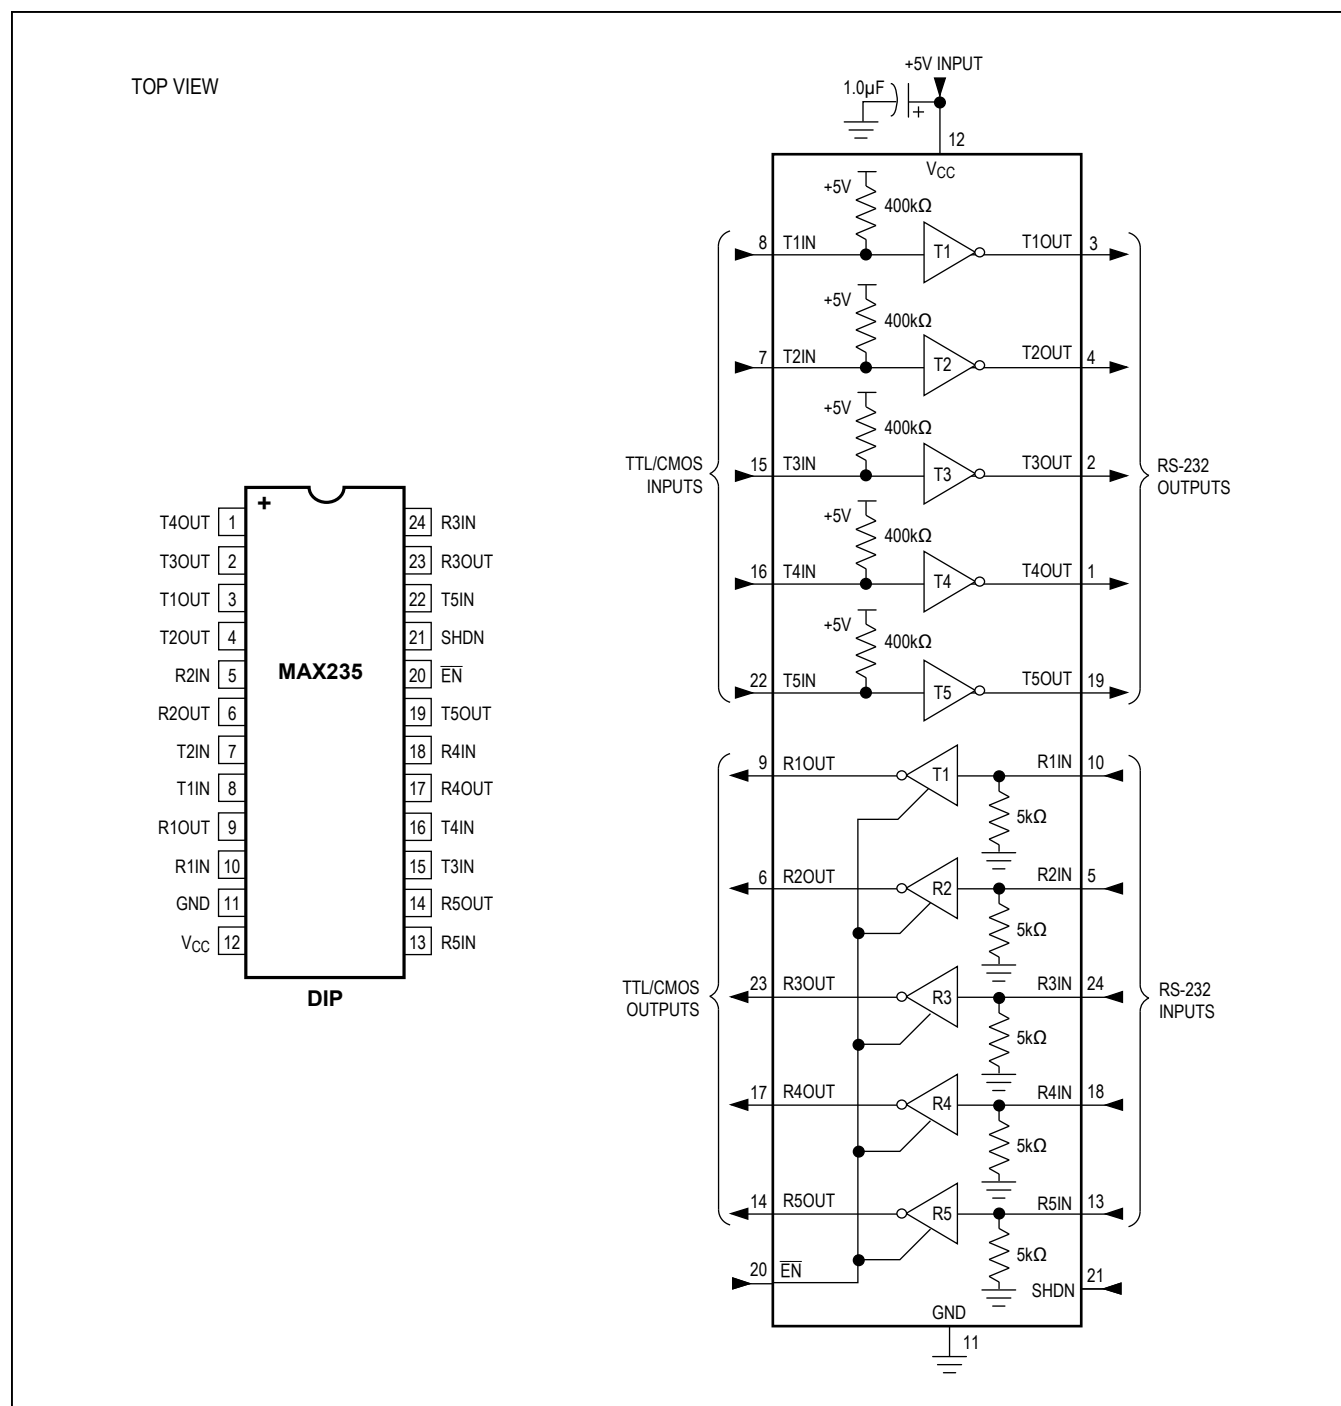 TOP VIEW
+
MAX235
DIP
T4OUT 1
T3OUT 2
T1OUT 3
T2OUT 4
R2IN 5
R2OUT 6
T2IN 7
T1IN 8
R1OUT 9
R1IN 10
GND 11
VCC 12
24 R3IN
23 R3OUT
22 T5IN
21 SHDN
20 E̅N̅
19 T5OUT
18 R4IN
17 R4OUT
16 T4IN
15 T3IN
14 R5OUT
13 R5IN
+5V INPUT
1.0µF
+
12
VCC
TTL/CMOS
INPUTS
+5V
400kΩ
8 T1IN T1 T1OUT 3
+5V
400kΩ
7 T2IN T2 T2OUT 4
+5V
400kΩ
15 T3IN T3 T3OUT 2
+5V
400kΩ
16 T4IN T4 T4OUT 1
+5V
400kΩ
22 T5IN T5 T5OUT 19
RS-232
OUTPUTS
TTL/CMOS
OUTPUTS
9 R1OUT T1 R1IN 10
5kΩ
6 R2OUT R2 R2IN 5
5kΩ
23 R3OUT R3 R3IN 24
5kΩ
17 R4OUT R4 R4IN 18
5kΩ
14 R5OUT R5 R5IN 13
5kΩ
RS-232
INPUTS
20 E̅N̅
SHDN 21
GND
11